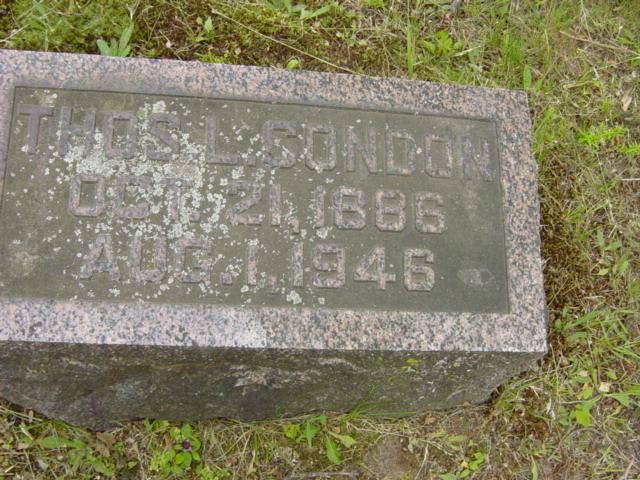 THOS. L. CONDON
OCT. 21, 1886
AUG. 1, 1946